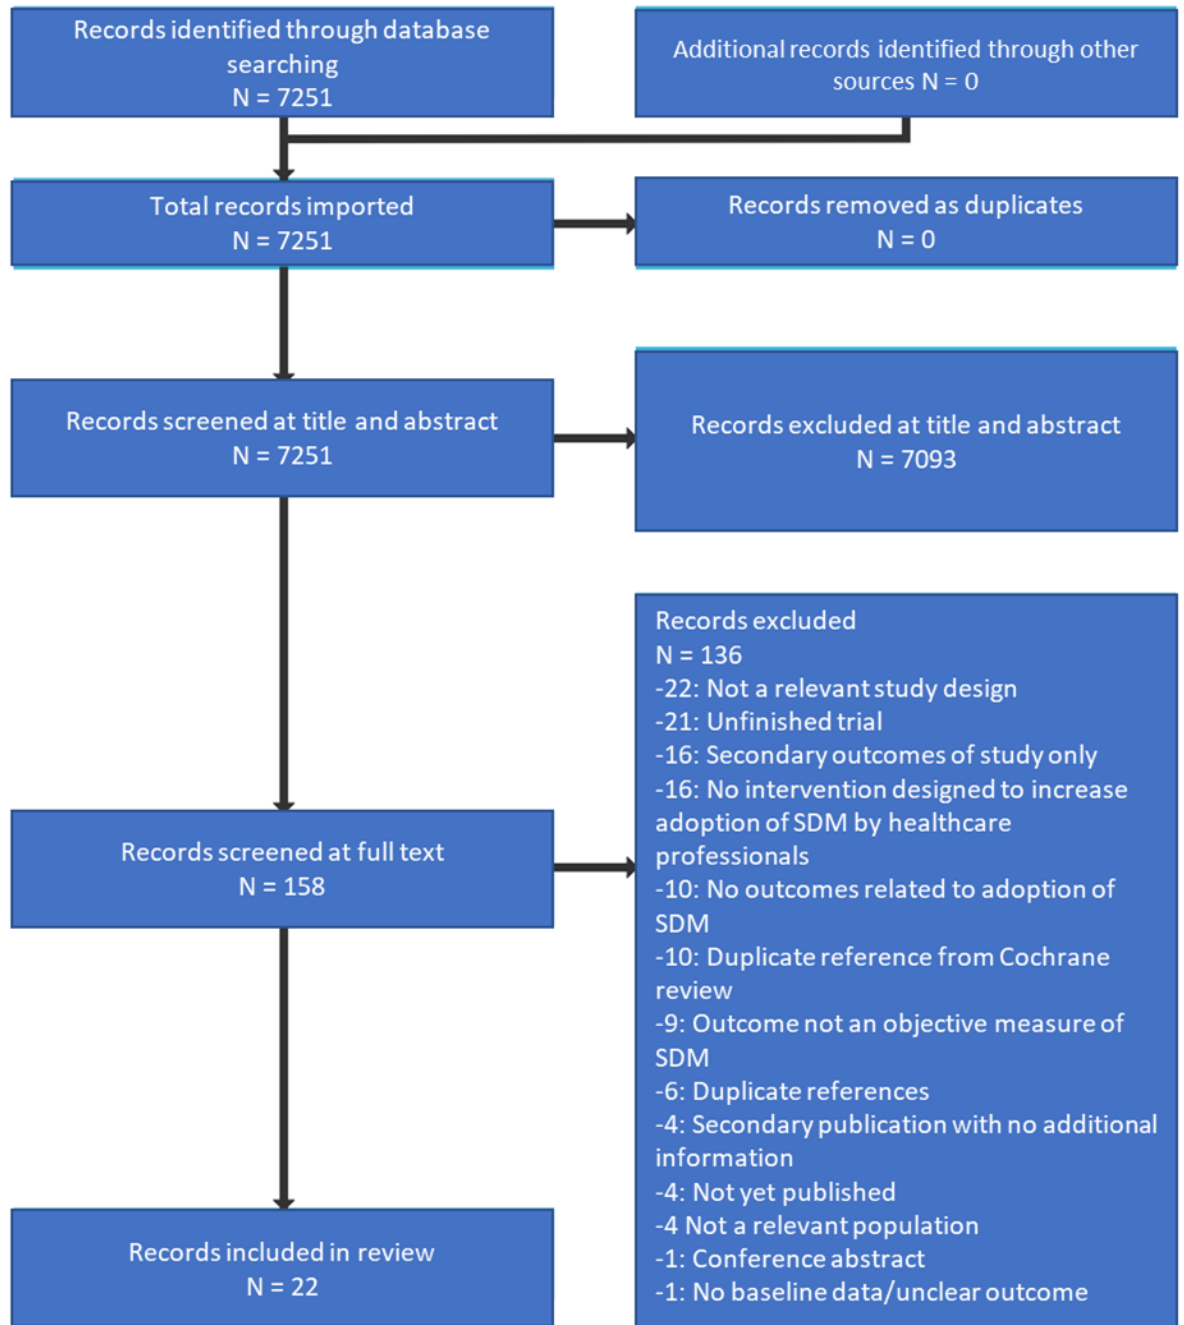 Records identified through database
searching
N = 7251
Additional records identified through other
sources N = 0
Total records imported
N = 7251
Records removed as duplicates
N = 0
Records screened at title and abstract
N = 7251
Records excluded at title and abstract
N = 7093
Records screened at full text
N = 158
Records excluded
N = 136
-22: Not a relevant study design
-21: Unfinished trial
-16: Secondary outcomes of study only
-16: No intervention designed to increase
adoption of SDM by healthcare
professionals
-10: No outcomes related to adoption of
SDM
-10: Duplicate reference from Cochrane
review
-9: Outcome not an objective measure of
SDM
-6: Duplicate references
-4: Secondary publication with no additional
information
-4: Not yet published
-4 Not a relevant population
-1: Conference abstract
-1: No baseline data/unclear outcome
Records included in review
N = 22